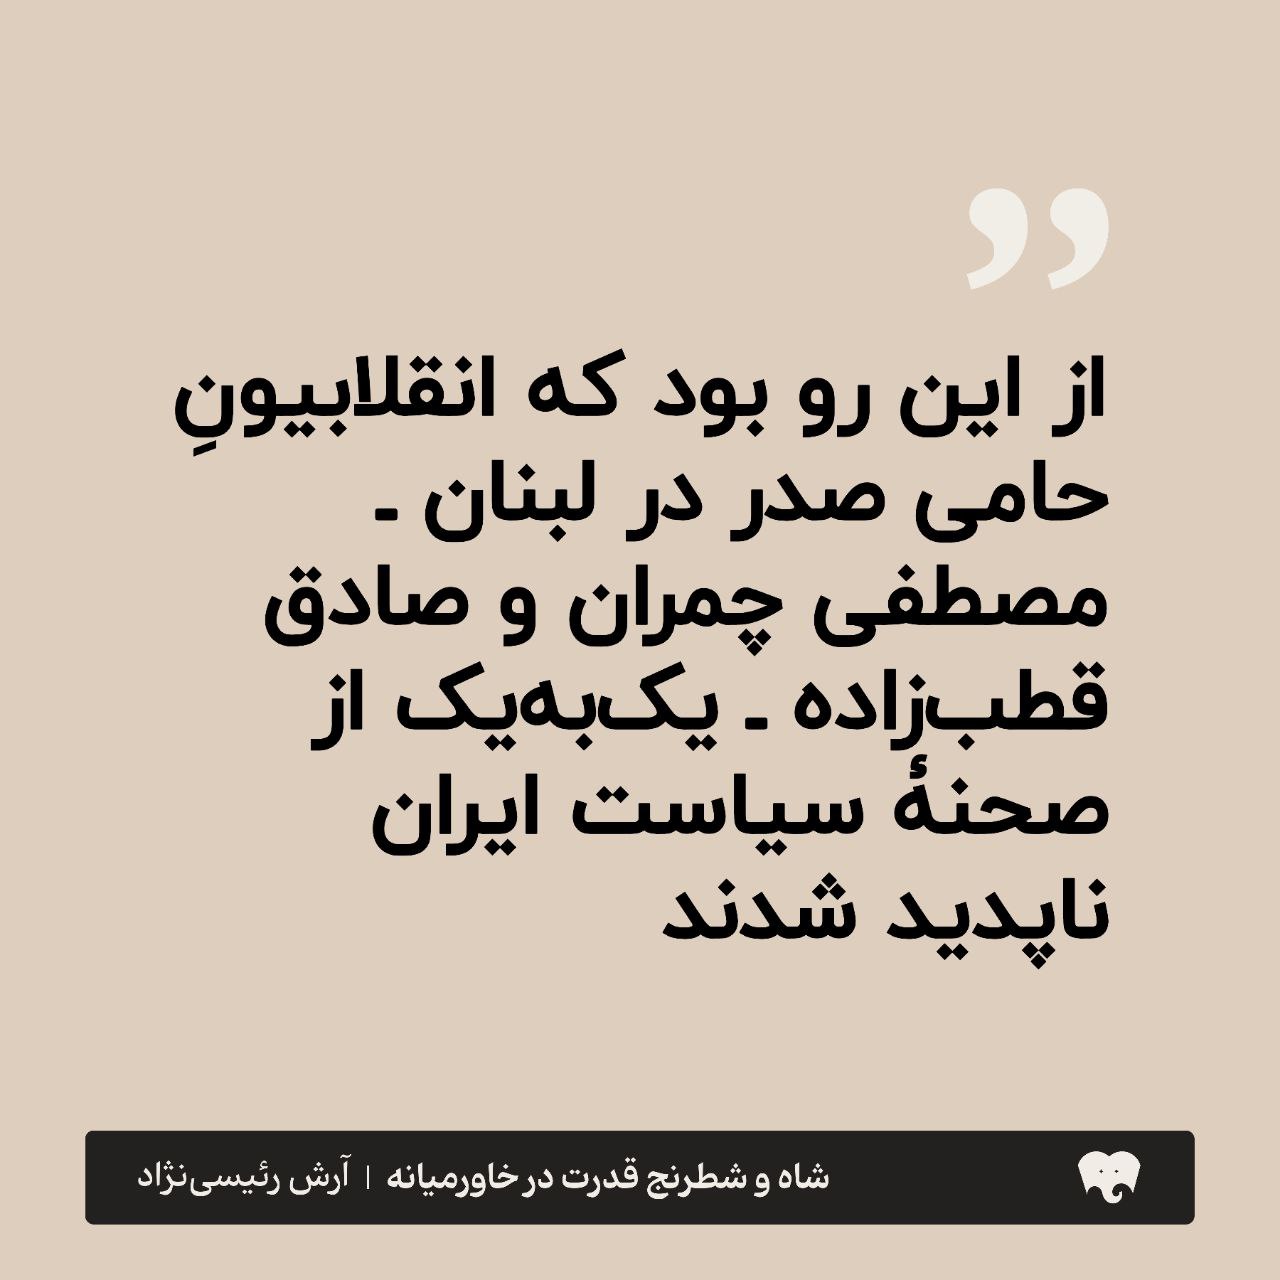 ”
از این رو بود که انقلابیونِ
حامی صدر در لبنان ـ
مصطفی چمران و صادق
قطب‌زاده ـ یک‌به‌یک از
صحنهٔ سیاست ایران
ناپدید شدند
شاه و شطرنج قدرت در خاورمیانه | آرش رئیسی‌نژاد